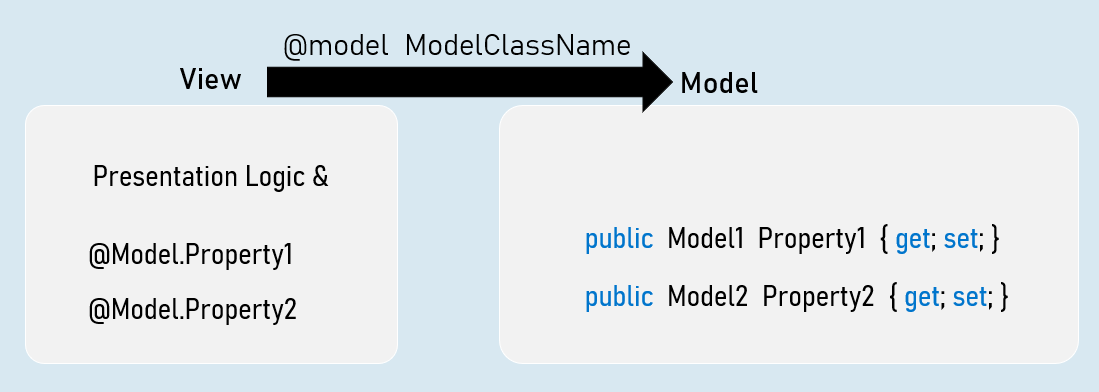 @model ModelClassName
View
Model
Presentation Logic &
@Model.Property1
@Model.Property2
public Model1 Property1 { get; set; }
public Model2 Property2 { get; set; }